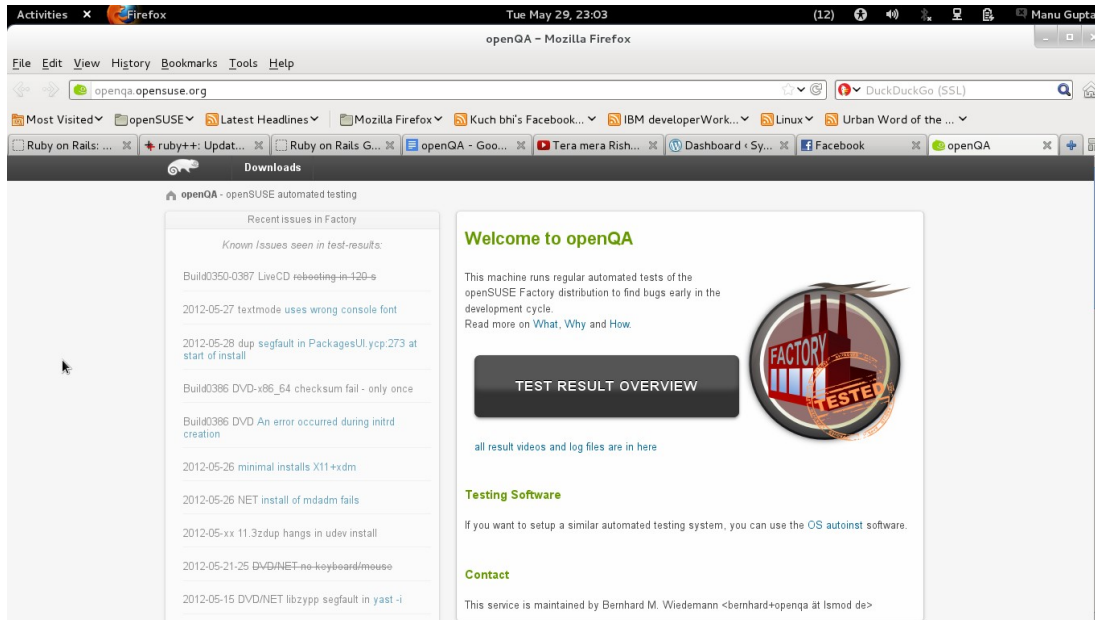 Activities
Firefox
Tue May 29, 23:03
(12)
Manu Gupta
openQA – Mozilla Firefox
File Edit View History Bookmarks Tools Help
openqa.opensuse.org
DuckDuckGo (SSL)
Most Visited
openSUSE
Latest Headlines
Mozilla Firefox
Kuch bhi's Facebook...
IBM developerWork...
Linux
Urban Word of the ...
Ruby on Rails: ...
ruby++: Updat...
Ruby on Rails G...
openQA - Goo...
Tera mera Rish...
Dashboard ‹ Sy...
Facebook
openQA
Downloads
openQA - openSUSE automated testing
Recent issues in Factory
Known Issues seen in test-results:
Build0350-0387 LiveCD rebooting in 120 s
2012-05-27 textmode uses wrong console font
2012-05-28 dup segfault in PackagesUI.ycp:273 at
start of install
Build0386 DVD-x86_64 checksum fail - only once
Build0386 DVD An error occurred during initrd
creation
2012-05-26 minimal installs X11+xdm
2012-05-26 NET install of mdadm fails
2012-05-xx 11.3zdup hangs in udev install
2012-05-21-25 DVD/NET no keyboard/mouse
2012-05-15 DVD/NET libzypp segfault in yast -i
Welcome to openQA
This machine runs regular automated tests of the
openSUSE Factory distribution to find bugs early in the
development cycle.
Read more on What, Why and How.
FACTORY
TESTED
TEST RESULT OVERVIEW
all result videos and log files are in here
Testing Software
If you want to setup a similar automated testing system, you can use the OS autoinst software.
Contact
This service is maintained by Bernhard M. Wiedemann <bernhard+openqa ät lsmod de>